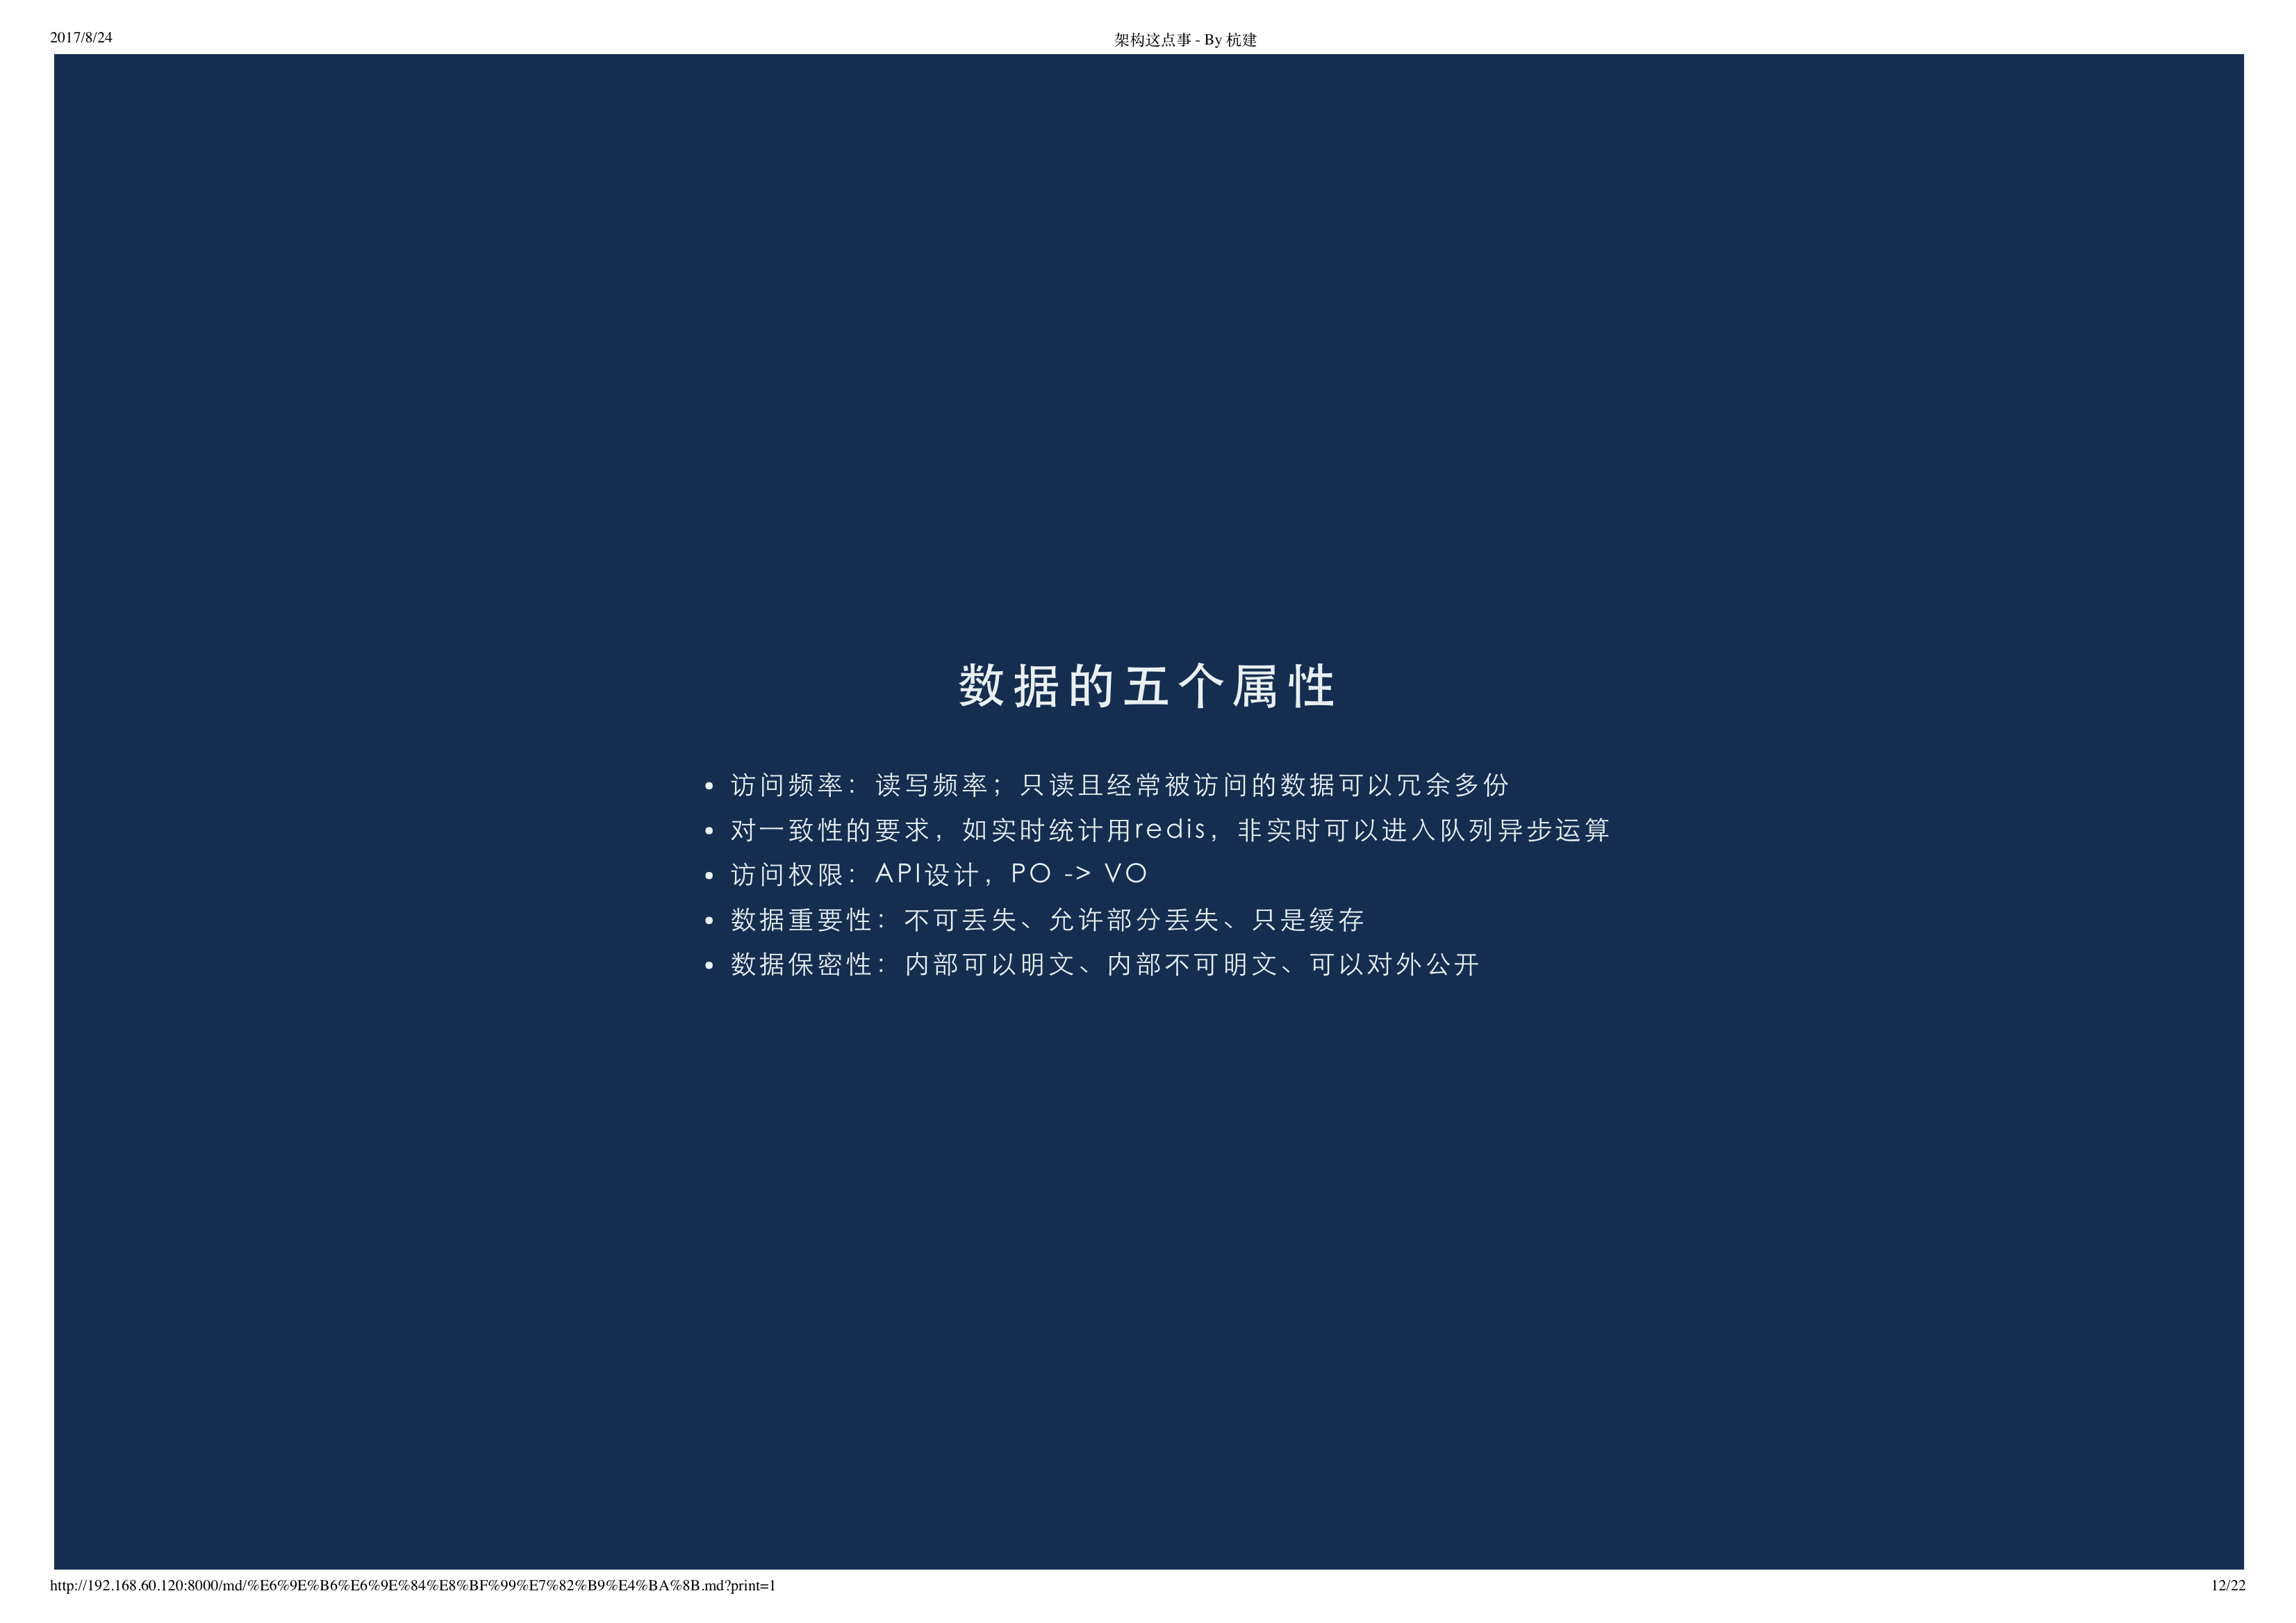 2017/8/24
架构这点事 - By 杭建
数据的五个属性
• 访问频率：读写频率；只读且经常被访问的数据可以冗余多份
• 对一致性的要求，如实时统计用redis，非实时可以进入队列异步运算
• 访问权限：API设计，PO -> VO
• 数据重要性：不可丢失、允许部分丢失、只是缓存
• 数据保密性：内部可以明文、内部不可明文、可以对外公开
http://192.168.60.120:8000/md/%E6%9E%B6%E6%9E%84%E8%BF%99%E7%82%B9%E4%BA%8B.md?print=1
12/22